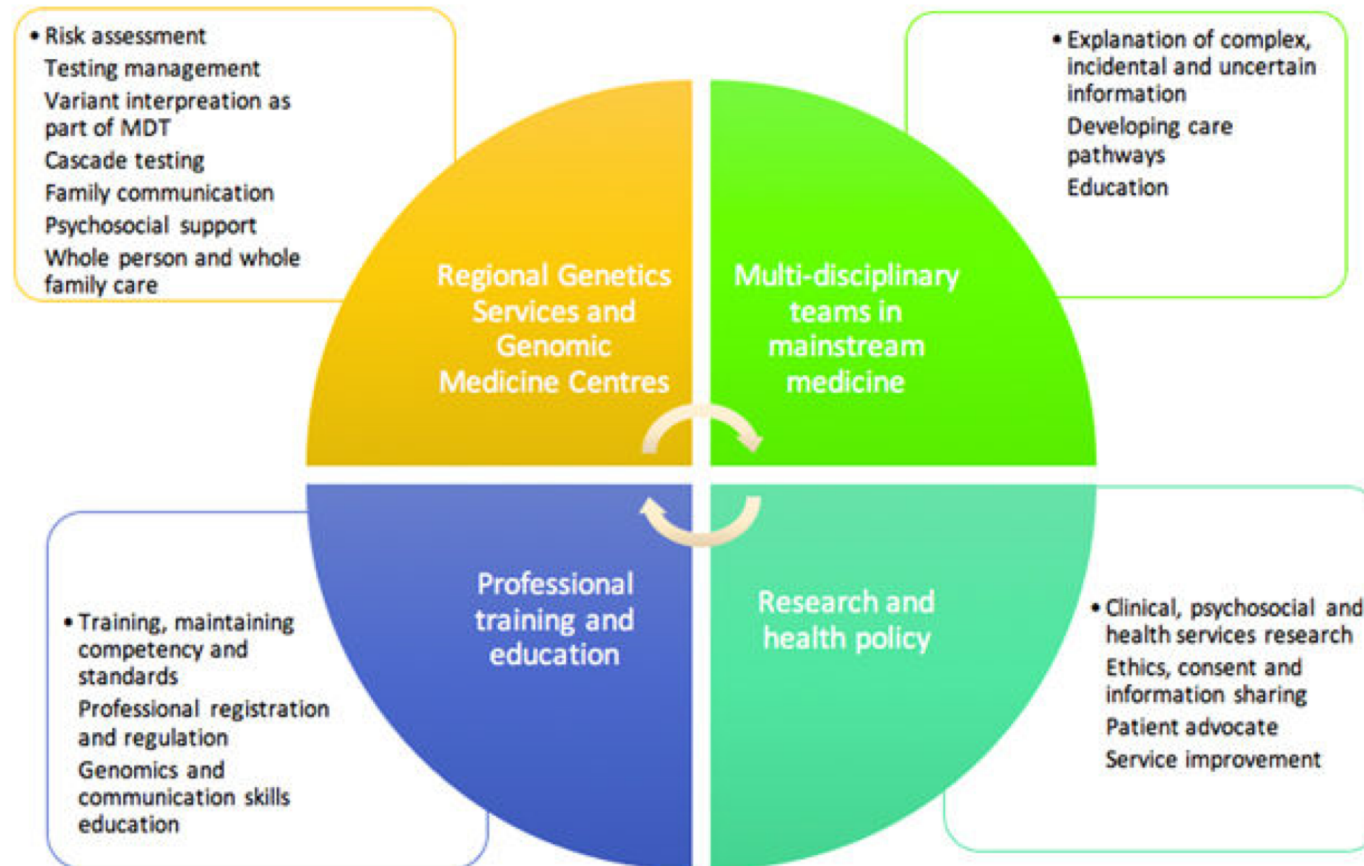 • Risk assessment
Testing management
Variant interpreation as
part of MDT
Cascade testing
Family communication
Psychosocial support
Whole person and whole
family care
Regional Genetics
Services and
Genomic
Medicine Centres
• Explanation of complex,
incidental and uncertain
information
Developing care
pathways
Education
Multi-disciplinary
teams in
mainstream
medicine
• Training, maintaining
competency and
standards
Professional registration
and regulation
Genomics and
communication skills
education
Professional
training and
education
Research and
health policy
• Clinical, psychosocial and
health services research
Ethics, consent and
information sharing
Patient advocate
Service improvement